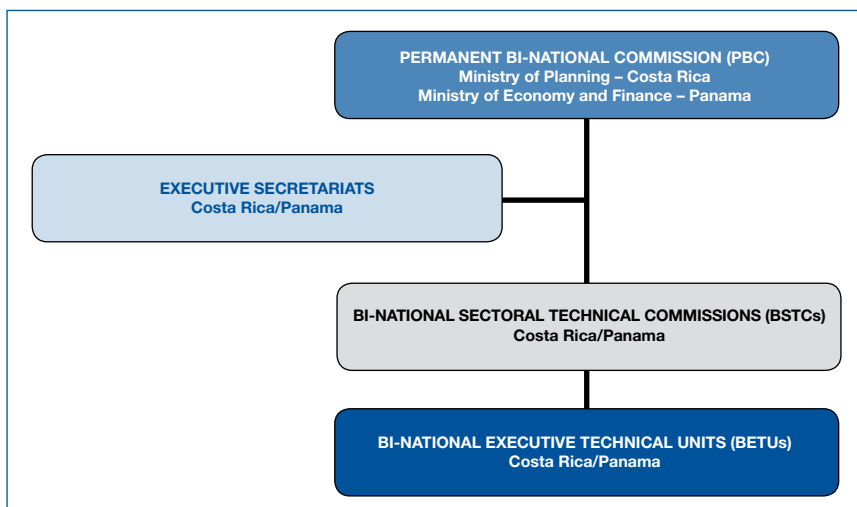 PERMANENT BI-NATIONAL COMMISSION (PBC)
Ministry of Planning – Costa Rica
Ministry of Economy and Finance – Panama
EXECUTIVE SECRETARIATS
Costa Rica/Panama
BI-NATIONAL SECTORAL TECHNICAL COMMISSIONS (BSTCs)
Costa Rica/Panama
BI-NATIONAL EXECUTIVE TECHNICAL UNITS (BETUs)
Costa Rica/Panama